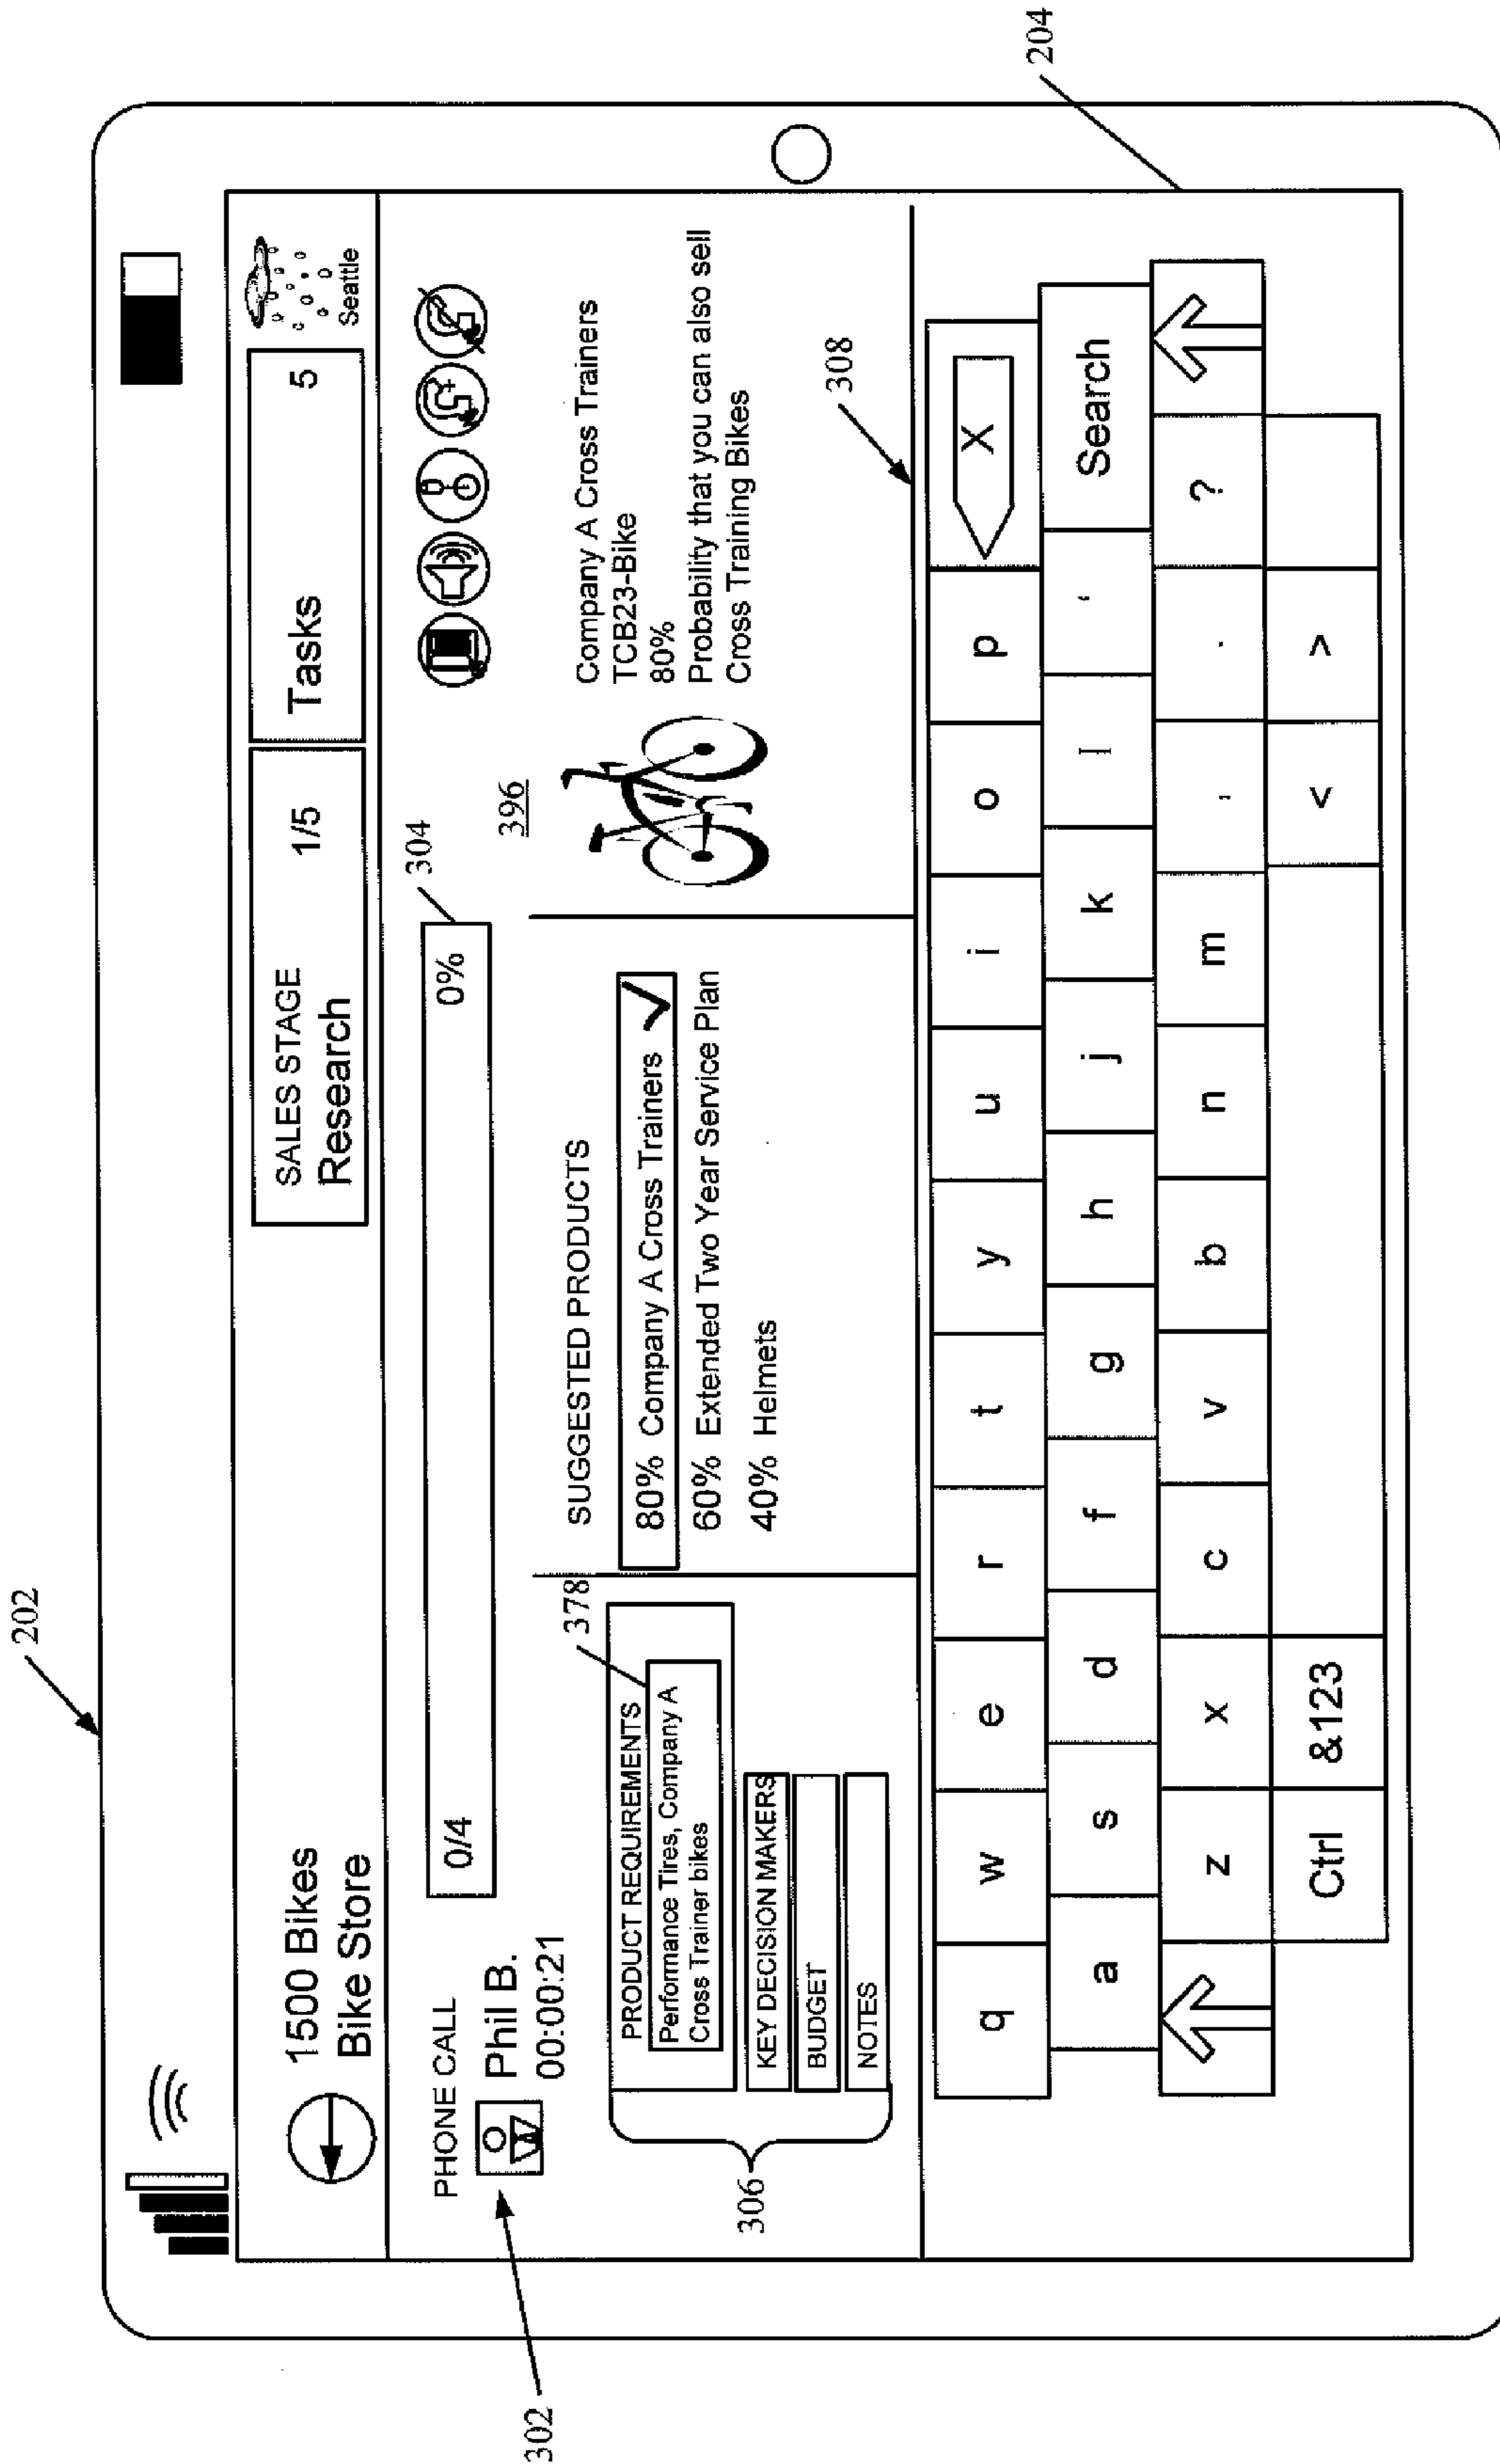 202
1500 Bikes
Bike Store
SALES STAGE
Research 1/5
Tasks 5
Seattle
PHONE CALL
Phil B.
00:00:21
302
0/4 0%
304
396
PRODUCT REQUIREMENTS
Performance Tires, Company A
Cross Trainer bikes
378
KEY DECISION MAKERS
BUDGET
NOTES
306
SUGGESTED PRODUCTS
80% Company A Cross Trainers
60% Extended Two Year Service Plan
40% Helmets
Company A Cross Trainers
TCB23-Bike
80%
Probability that you can also sell
Cross Training Bikes
308
q w e r t y u i o p X
a s d f g h j k l ' Search
z x c v b n m , . ?
Ctrl &123 < >
204